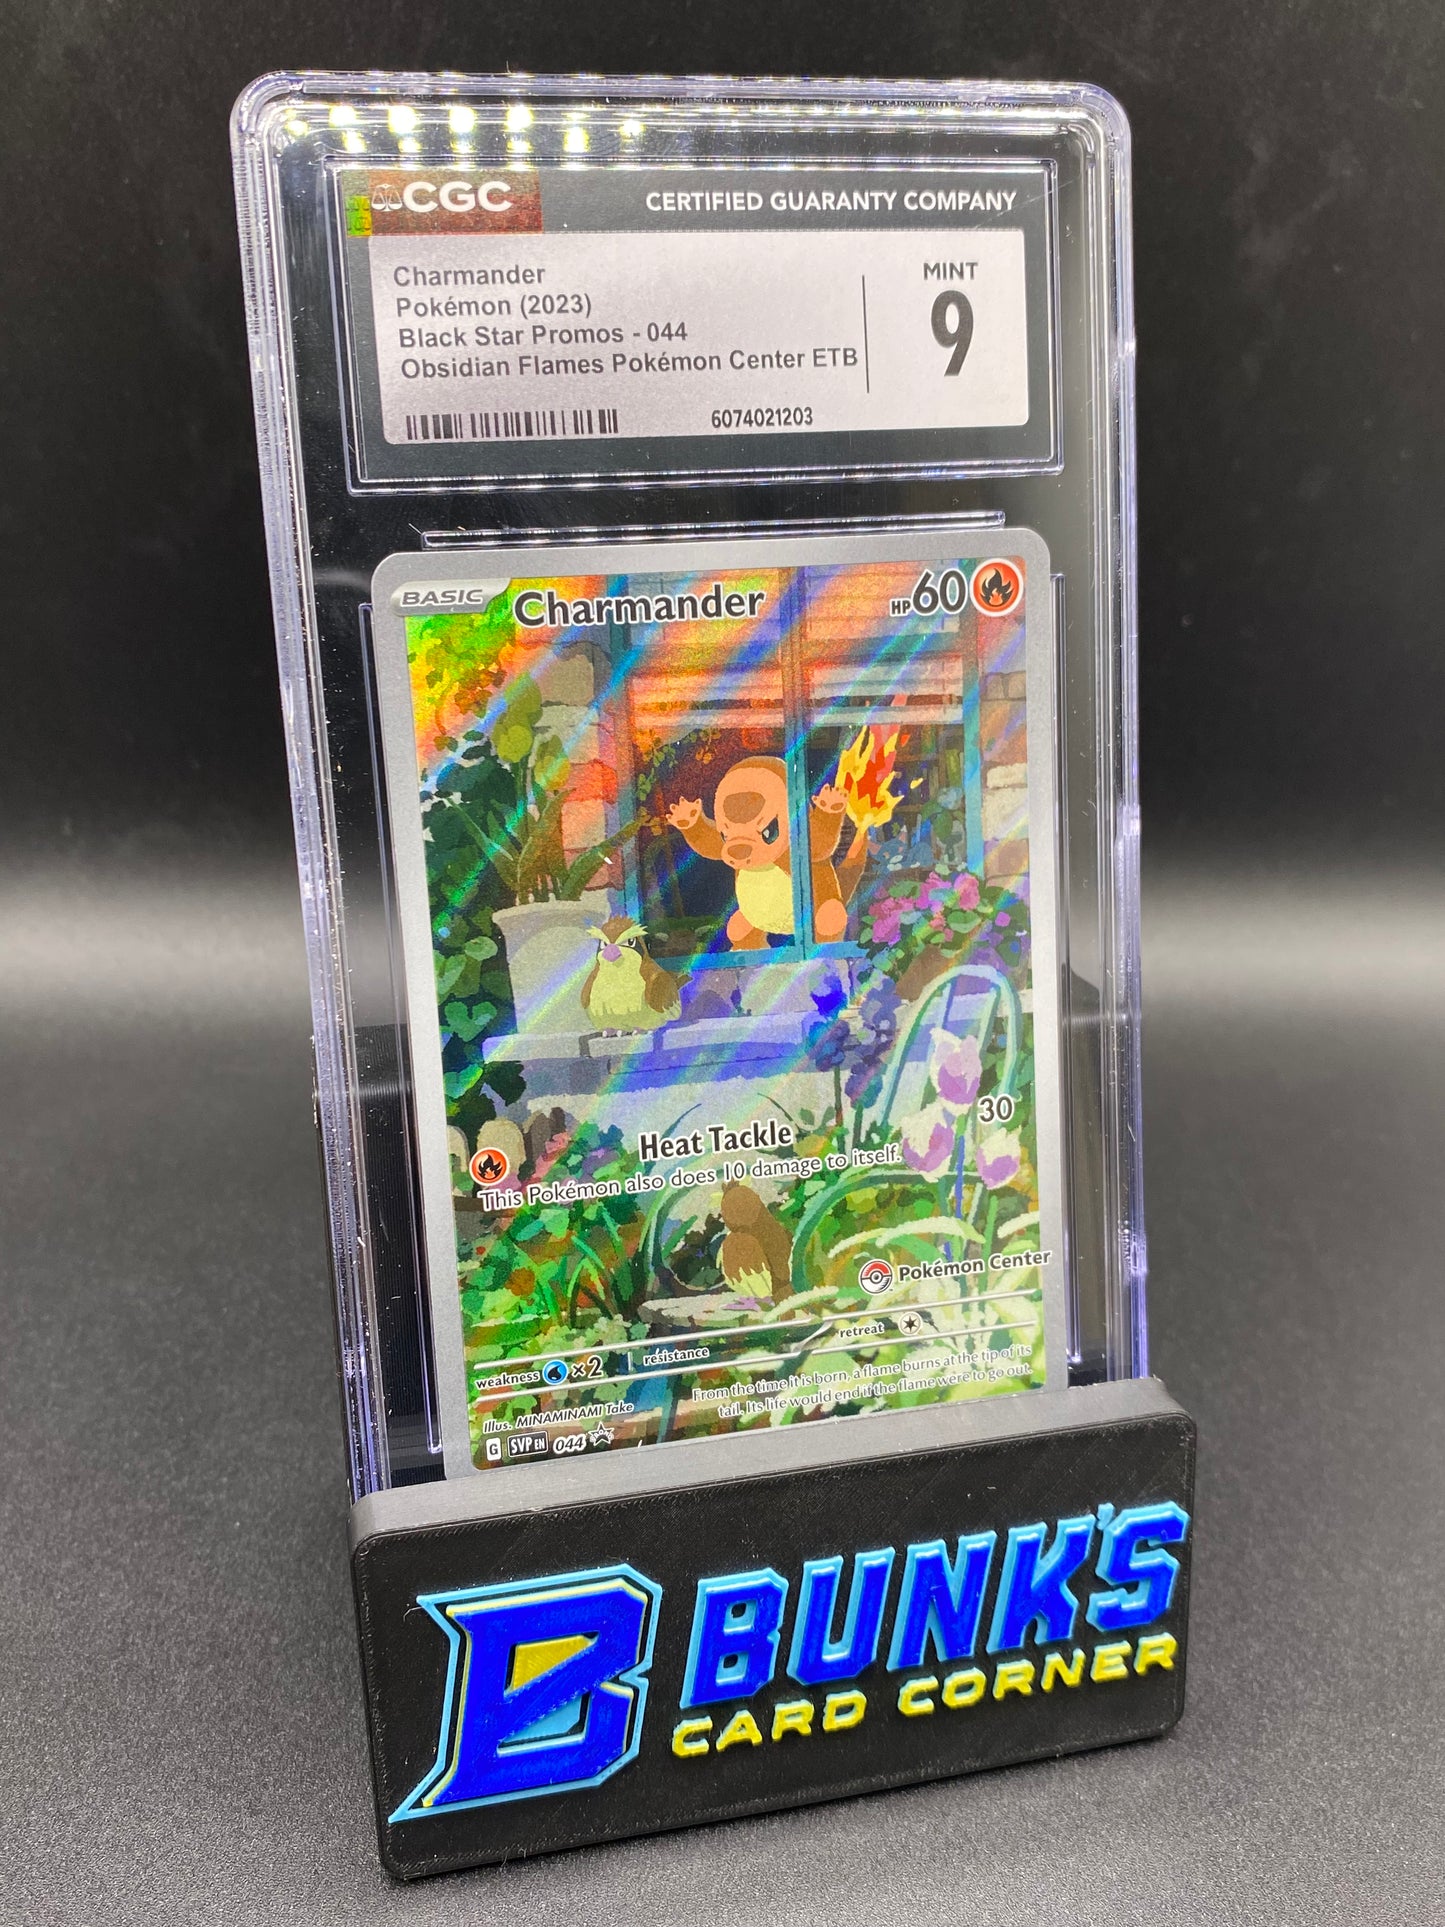 CGC
CERTIFIED GUARANTY COMPANY
Charmander
Pokémon (2023)
Black Star Promos - 044
Obsidian Flames Pokémon Center ETB
MINT
9
6074021203
BASIC
Charmander
HP60
Heat Tackle
30
This Pokémon also does 10 damage to itself.
Pokémon Center
weakness ×2
resistance
retreat
From the time it is born, a flame burns at the tip of its
tail. Its life would end if the flame were to go out.
Illus. MINAMINAMI Take
G SVP EN 044
B BUNK'S
CARD CORNER